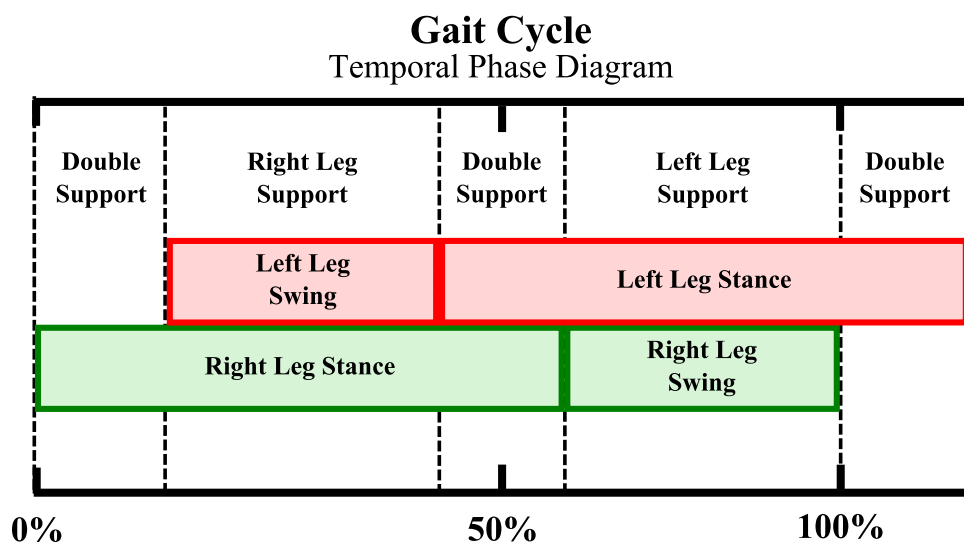 Gait Cycle
Temporal Phase Diagram
Double
Support
Right Leg
Support
Double
Support
Left Leg
Support
Double
Support
Left Leg
Swing
Left Leg Stance
Right Leg Stance
Right Leg
Swing
0%
50%
100%